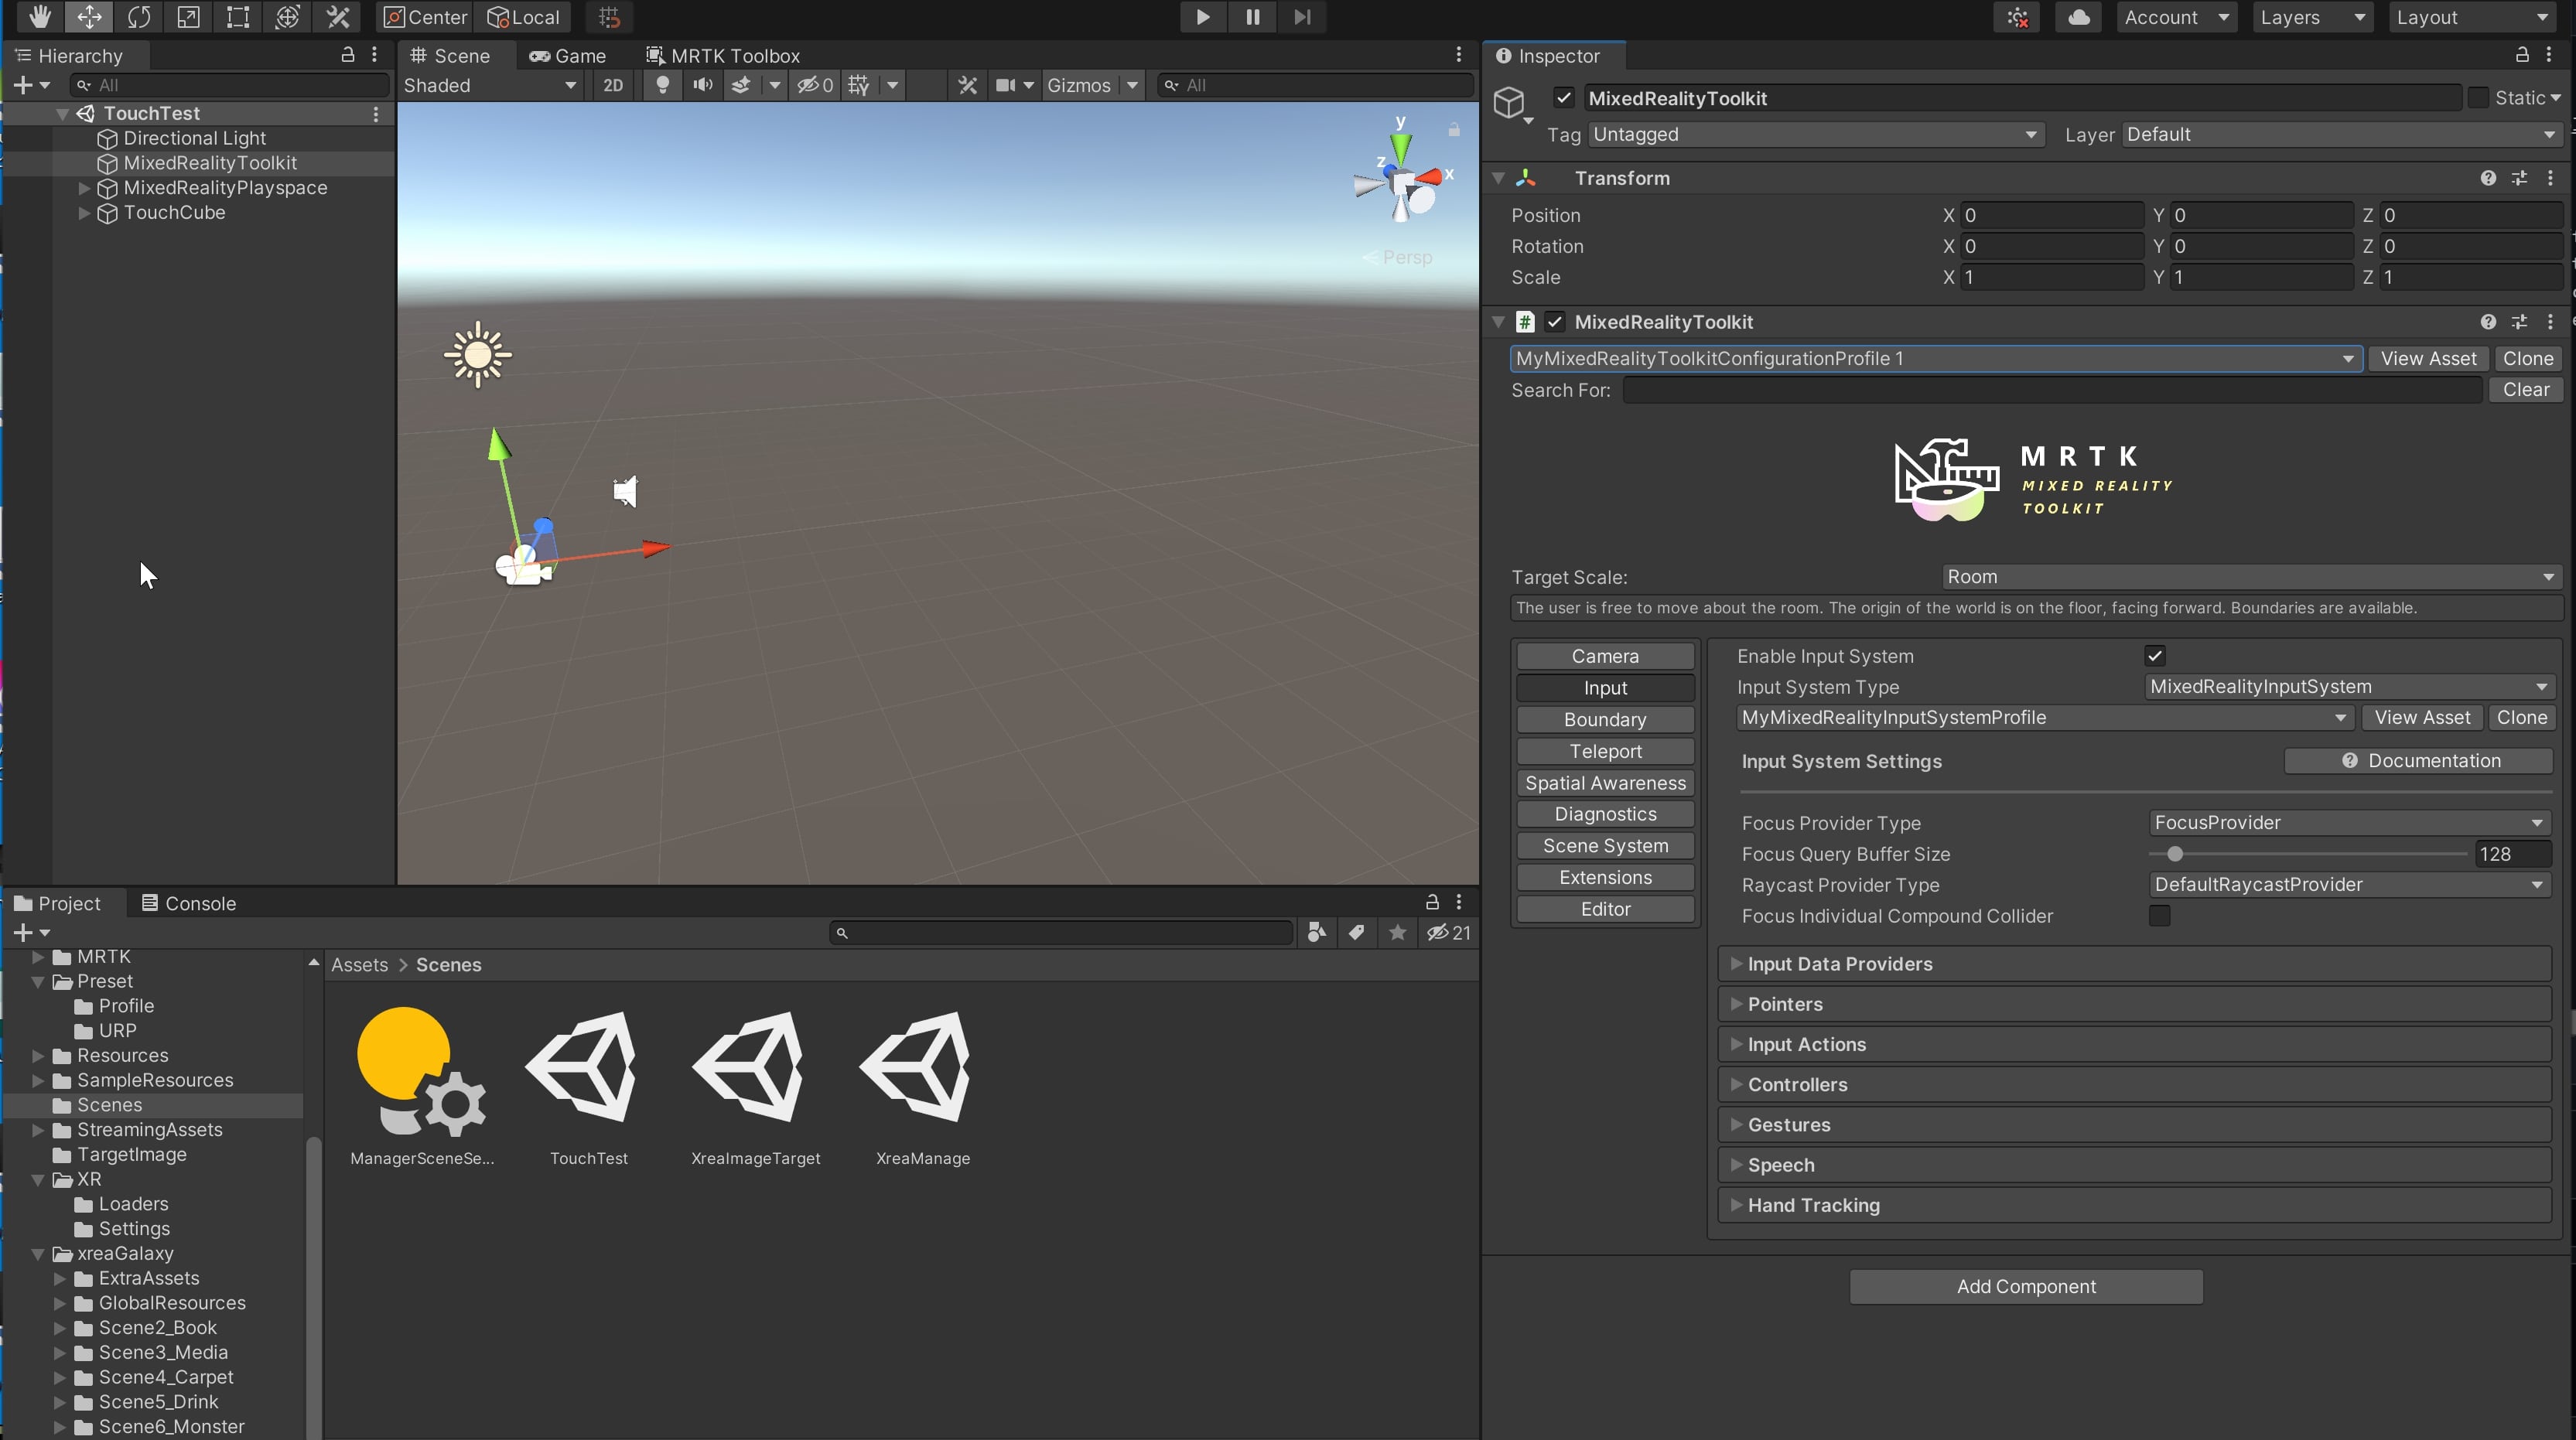 Center
Local
Account
Layers
Layout
Hierarchy
All
TouchTest
Directional Light
MixedRealityToolkit
MixedRealityPlayspace
TouchCube
Scene
Game
MRTK Toolbox
Shaded
2D
0
Gizmos
All
y
z
x
Persp
Inspector
MixedRealityToolkit
Static
Tag
Untagged
Layer
Default
Transform
Position X 0 Y 0 Z 0
Rotation X 0 Y 0 Z 0
Scale X 1 Y 1 Z 1
# MixedRealityToolkit
MyMixedRealityToolkitConfigurationProfile 1
View Asset
Clone
Search For:
Clear
MRTK
MIXED REALITY
TOOLKIT
Target Scale:
Room
The user is free to move about the room. The origin of the world is on the floor, facing forward. Boundaries are available.
Camera
Input
Boundary
Teleport
Spatial Awareness
Diagnostics
Scene System
Extensions
Editor
Enable Input System
Input System Type
MixedRealityInputSystem
MyMixedRealityInputSystemProfile
View Asset
Clone
Input System Settings
Documentation
Focus Provider Type
FocusProvider
Focus Query Buffer Size
128
Raycast Provider Type
DefaultRaycastProvider
Focus Individual Compound Collider
Input Data Providers
Pointers
Input Actions
Controllers
Gestures
Speech
Hand Tracking
Add Component
Project
Console
21
MRTK
Preset
Profile
URP
Resources
SampleResources
Scenes
StreamingAssets
TargetImage
XR
Loaders
Settings
xreaGalaxy
ExtraAssets
GlobalResources
Scene2_Book
Scene3_Media
Scene4_Carpet
Scene5_Drink
Scene6_Monster
Assets > Scenes
ManagerSceneSe...
TouchTest
XreaImageTarget
XreaManage